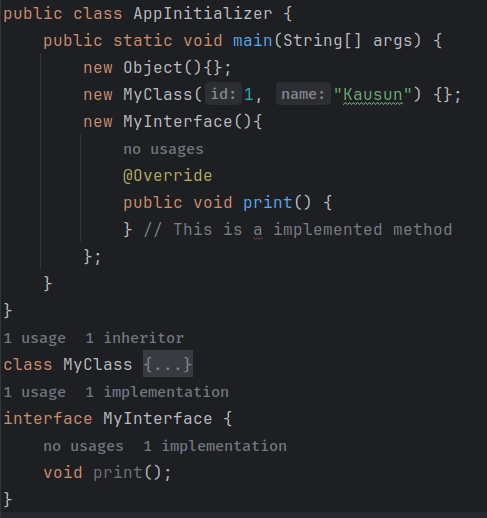 public class AppInitializer {
public static void main(String[] args) {
new Object(){};
new MyClass( id: 1, name: "Kausun") {};
new MyInterface(){
no usages
@Override
public void print() {
} // This is a implemented method
};
}
}
1 usage 1 inheritor
class MyClass {...}
1 usage 1 implementation
interface MyInterface {
no usages 1 implementation
void print();
}